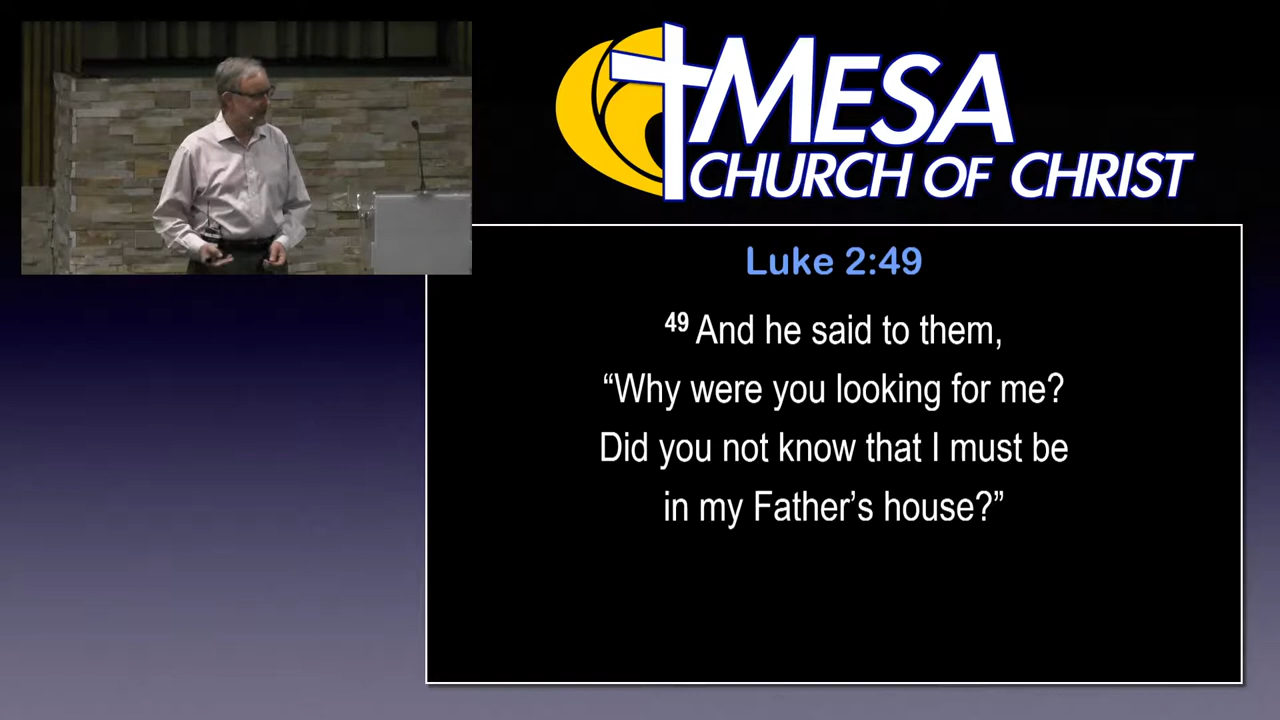 MESA
CHURCH OF CHRIST
Luke 2:49
49 And he said to them,
“Why were you looking for me?
Did you not know that I must be
in my Father’s house?”